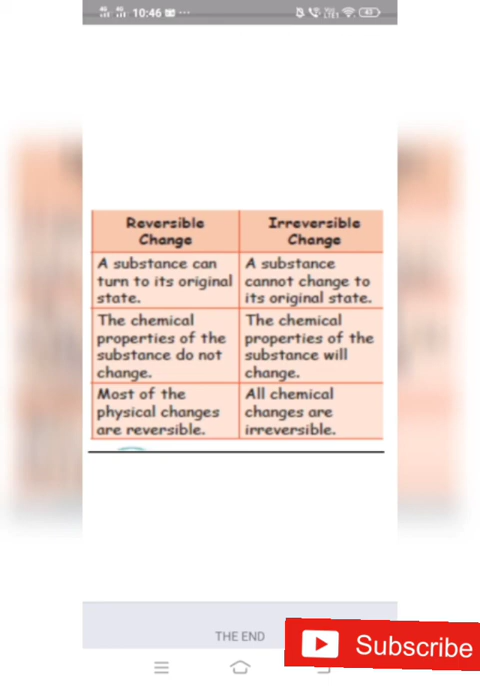 4G 4G 10:46
Reversible Change
Irreversible Change
A substance can
turn to its original
state.
A substance
cannot change to
its original state.
The chemical
properties of the
substance do not
change.
The chemical
properties of the
substance will
change.
Most of the
physical changes
are reversible.
All chemical
changes are
irreversible.
THE END
Subscribe